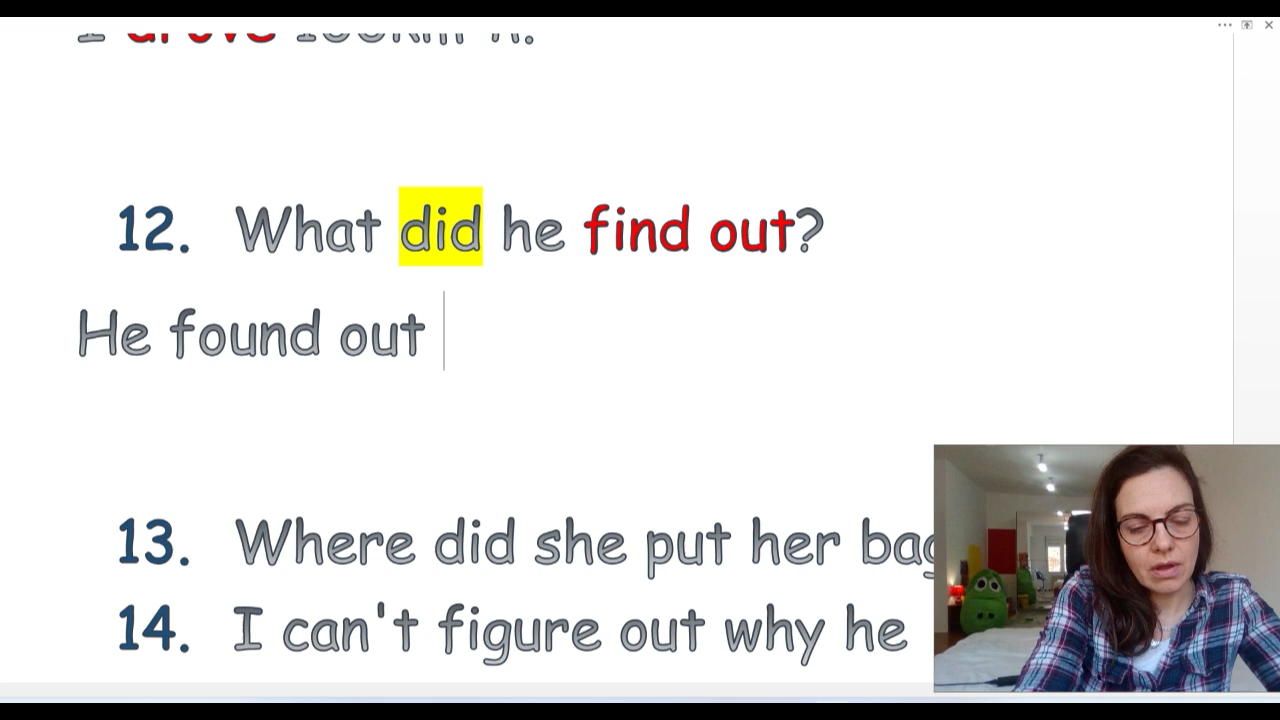 I drove
12. What did he find out?
He found out
13. Where did she put her
14. I can't figure out why he